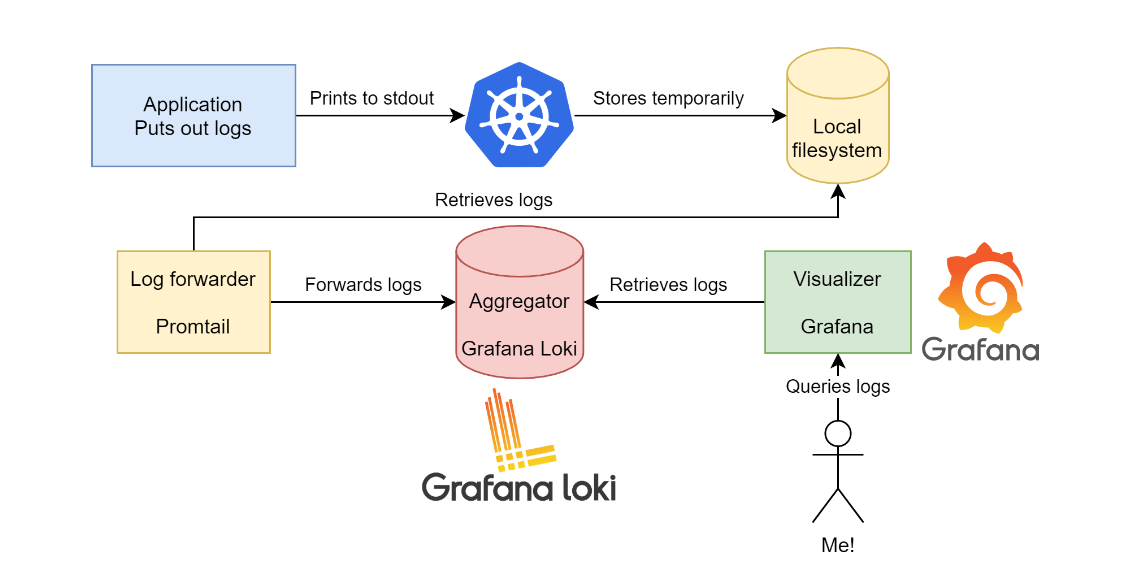 Application
Puts out logs
Prints to stdout
Stores temporarily
Local
filesystem
Retrieves logs
Log forwarder
Promtail
Forwards logs
Aggregator
Grafana Loki
Retrieves logs
Visualizer
Grafana
Grafana
Queries logs
Grafana loki
Me!